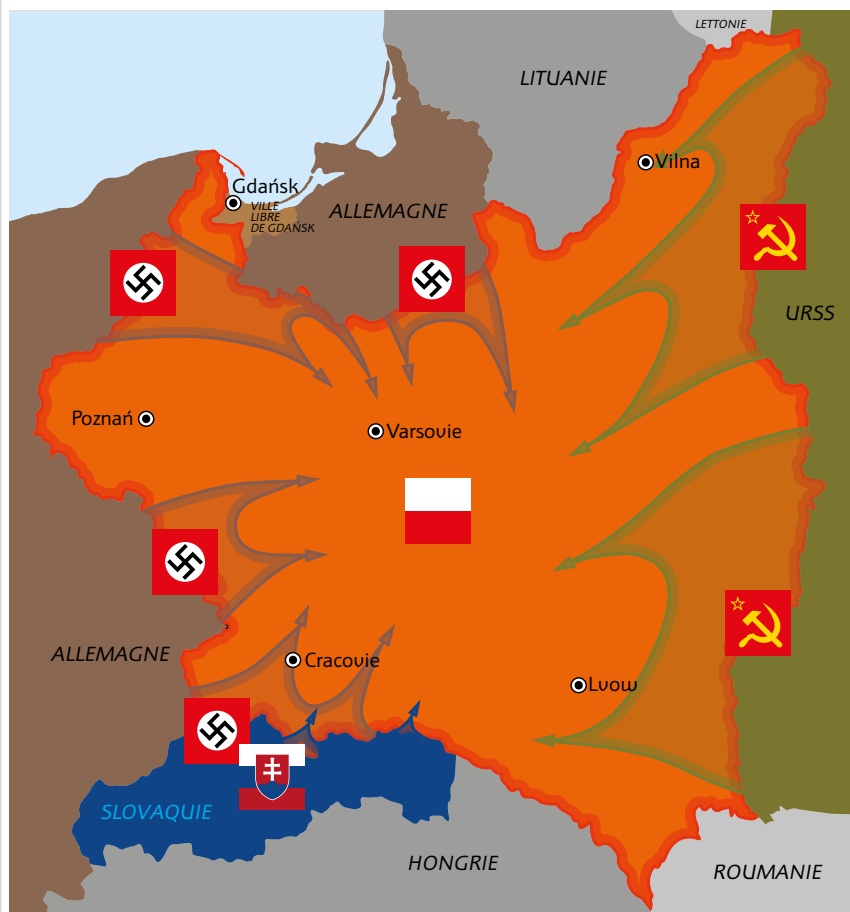 LETTONIE
LITUANIE
Vilna
Gdańsk
VILLE
LIBRE
DE GDAŃSK
ALLEMAGNE
URSS
Poznań
Varsovie
ALLEMAGNE
Cracovie
Lvow
SLOVAQUIE
HONGRIE
ROUMANIE